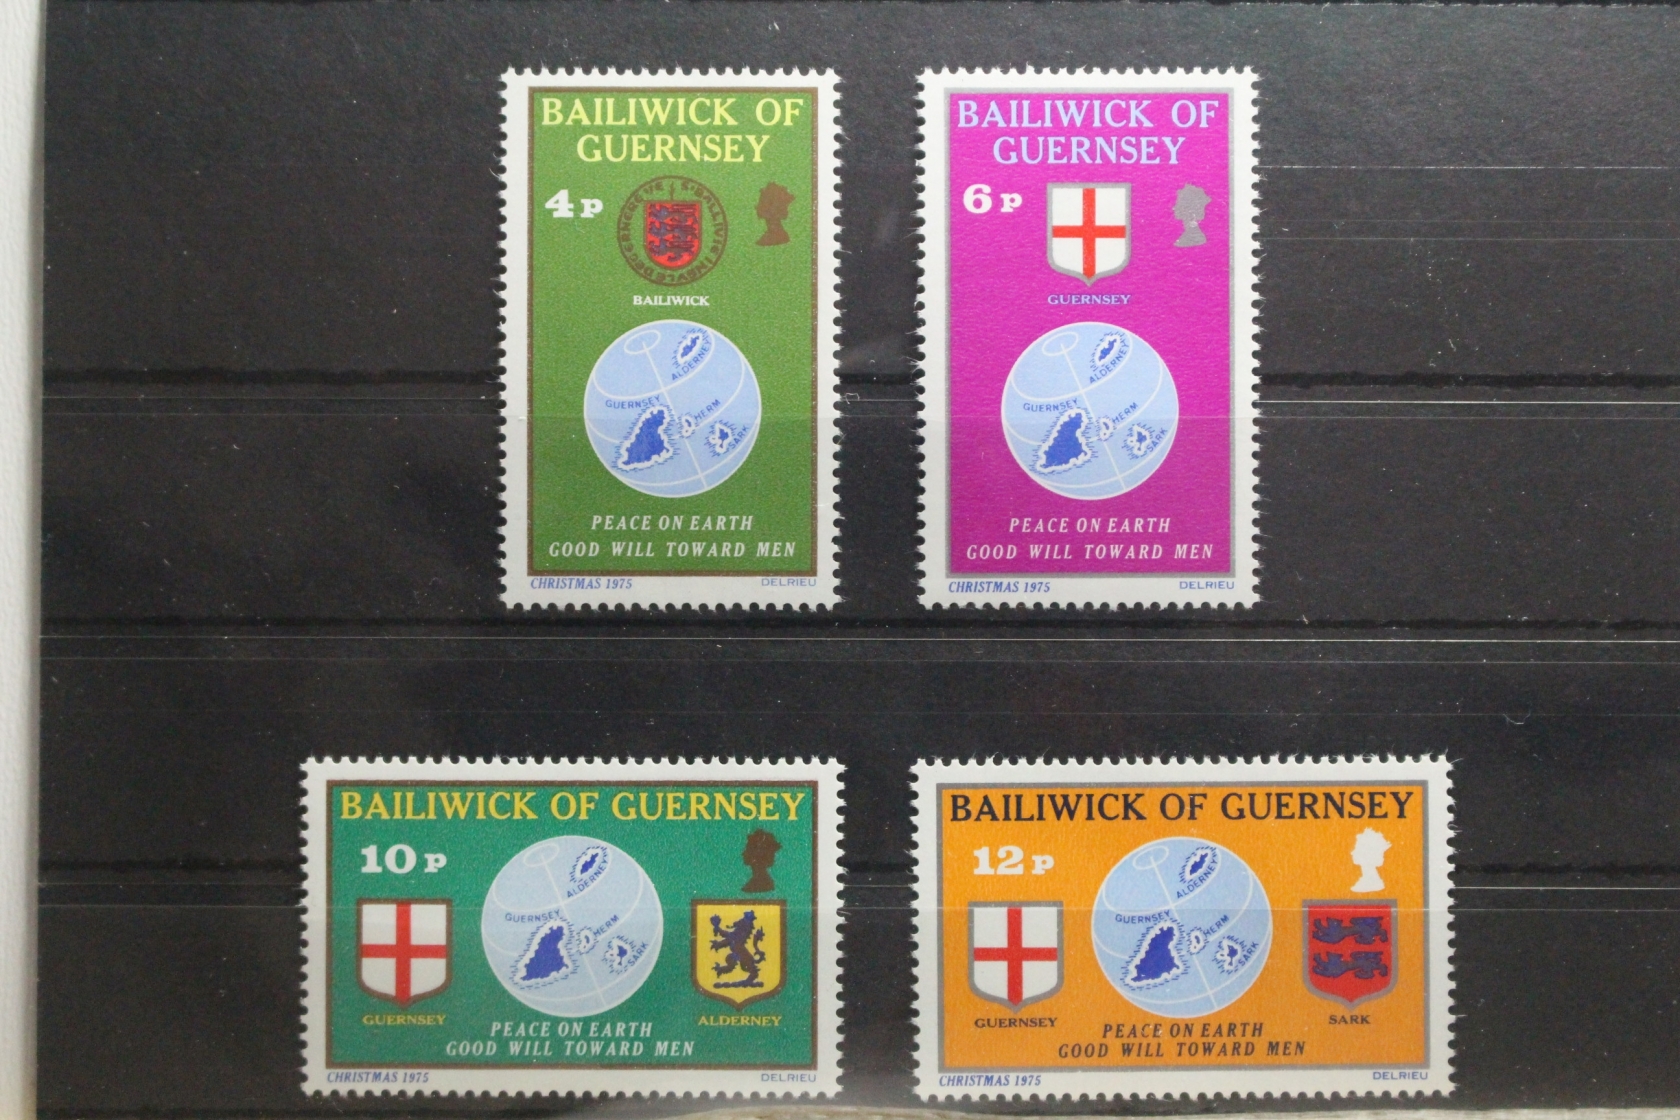 BAILIWICK OF
GUERNSEY
4p
BAILIWICK
ALDERNEY
GUERNSEY
HERM
SARK
PEACE ON EARTH
GOOD WILL TOWARD MEN
CHRISTMAS 1975 DELRIEU
BAILIWICK OF
GUERNSEY
6p
GUERNSEY
ALDERNEY
GUERNSEY
HERM
SARK
PEACE ON EARTH
GOOD WILL TOWARD MEN
CHRISTMAS 1975 DELRIEU
BAILIWICK OF GUERNSEY
10p
ALDERNEY
GUERNSEY
HERM
SARK
GUERNSEY
ALDERNEY
PEACE ON EARTH
GOOD WILL TOWARD MEN
CHRISTMAS 1975 DELRIEU
BAILIWICK OF GUERNSEY
12p
ALDERNEY
GUERNSEY
HERM
SARK
GUERNSEY
SARK
PEACE ON EARTH
GOOD WILL TOWARD MEN
CHRISTMAS 1975 DELRIEU